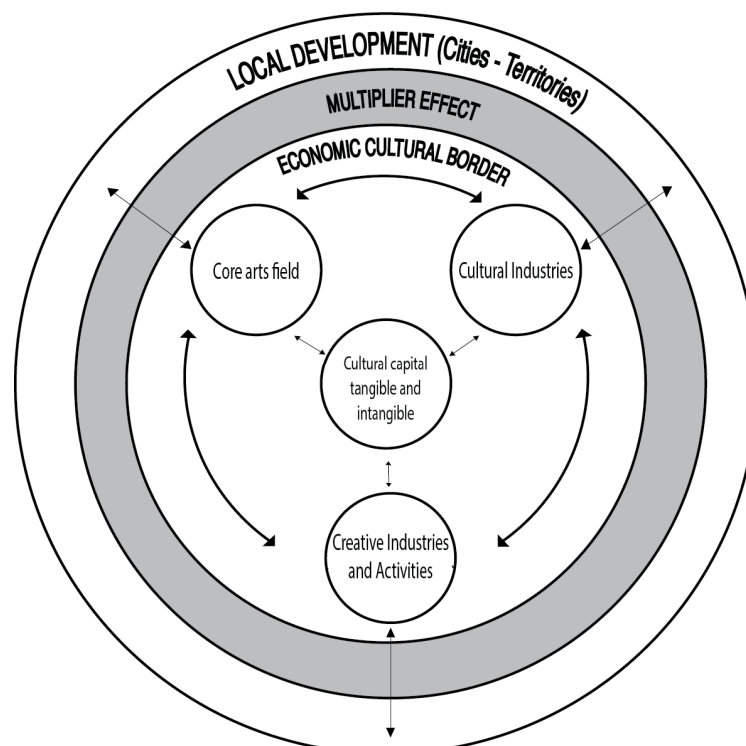 LOCAL DEVELOPMENT (Cities - Territories)
MULTIPLIER EFFECT
ECONOMIC CULTURAL BORDER
Core arts field
Cultural Industries
Cultural capital
tangible and
intangible
Creative Industries
and Activities